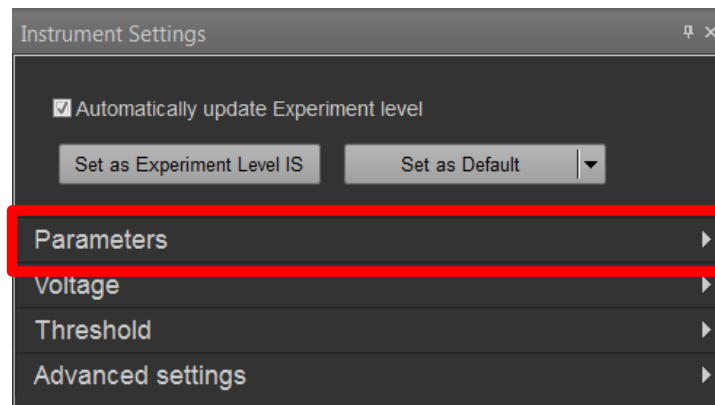 Instrument Settings
Automatically update Experiment level
Set as Experiment Level IS
Set as Default
Parameters
Voltage
Threshold
Advanced settings